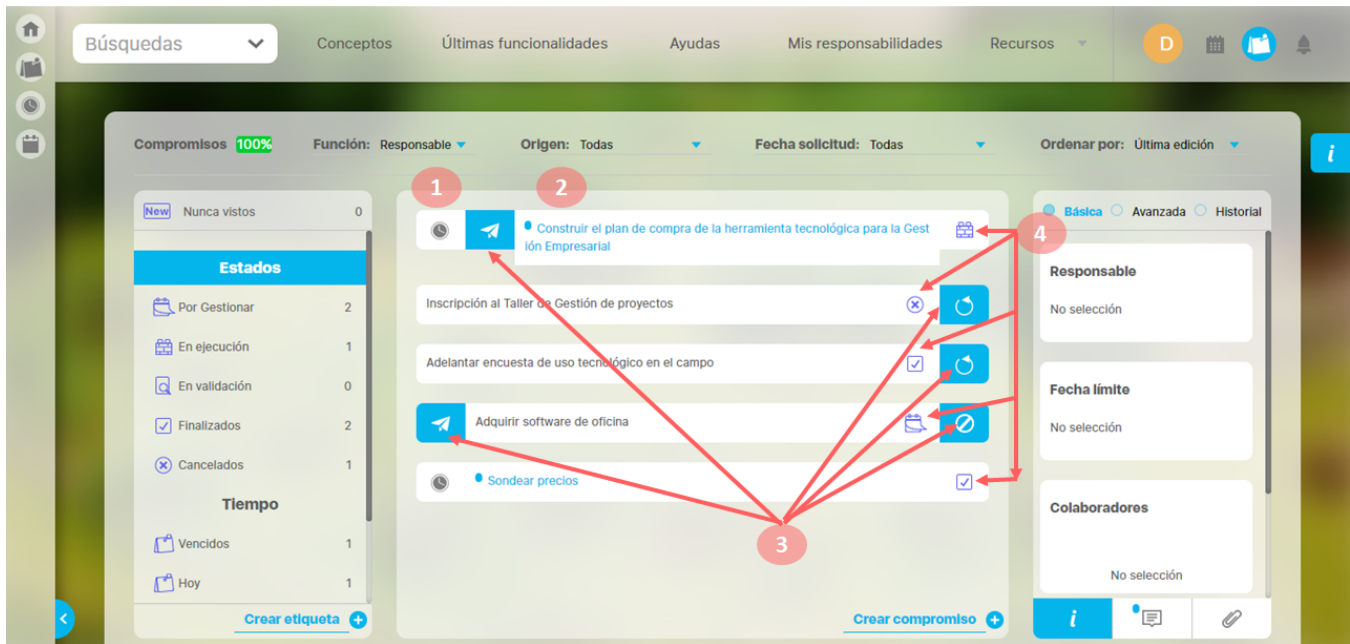 Búsquedas
Conceptos
Últimas funcionalidades
Ayudas
Mis responsabilidades
Recursos
D
Compromisos 100%
Función: Responsable
Origen: Todas
Fecha solicitud: Todas
Ordenar por: Última edición
i
New Nunca vistos 0
Estados
Por Gestionar 2
En ejecución 1
En validación 0
Finalizados 2
Cancelados 1
Tiempo
Vencidos 1
Hoy 1
Crear etiqueta
1
2
Construir el plan de compra de la herramienta tecnológica para la Gest
ión Empresarial
Inscripción al Taller de Gestión de proyectos
Adelantar encuesta de uso tecnológico en el campo
Adquirir software de oficina
Sondear precios
3
Crear compromiso
4
Básica Avanzada Historial
Responsable
No selección
Fecha límite
No selección
Colaboradores
No selección
i